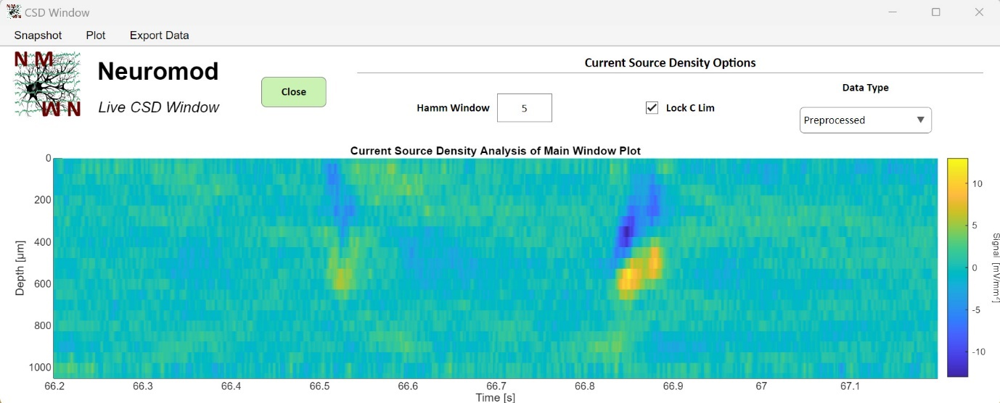 CSD Window
Snapshot Plot Export Data
NM
WN
Neuromod
Live CSD Window
Close
Current Source Density Options
Hamm Window 5
Lock C Lim
Data Type
Preprocessed
Current Source Density Analysis of Main Window Plot
Depth [µm]
0
200
400
600
800
1000
66.2 66.3 66.4 66.5 66.6 66.7 66.8 66.9 67 67.1
Time [s]
10
5
0
-5
-10
Signal [mV/mm²]